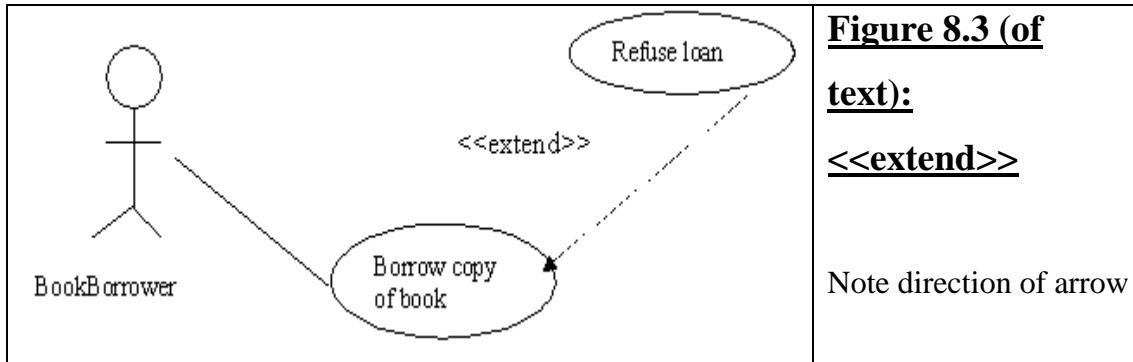 Refuse loan
<<extend>>
BookBorrower
Borrow copy
of book
Figure 8.3 (of
text):
<<extend>>
Note direction of arrow